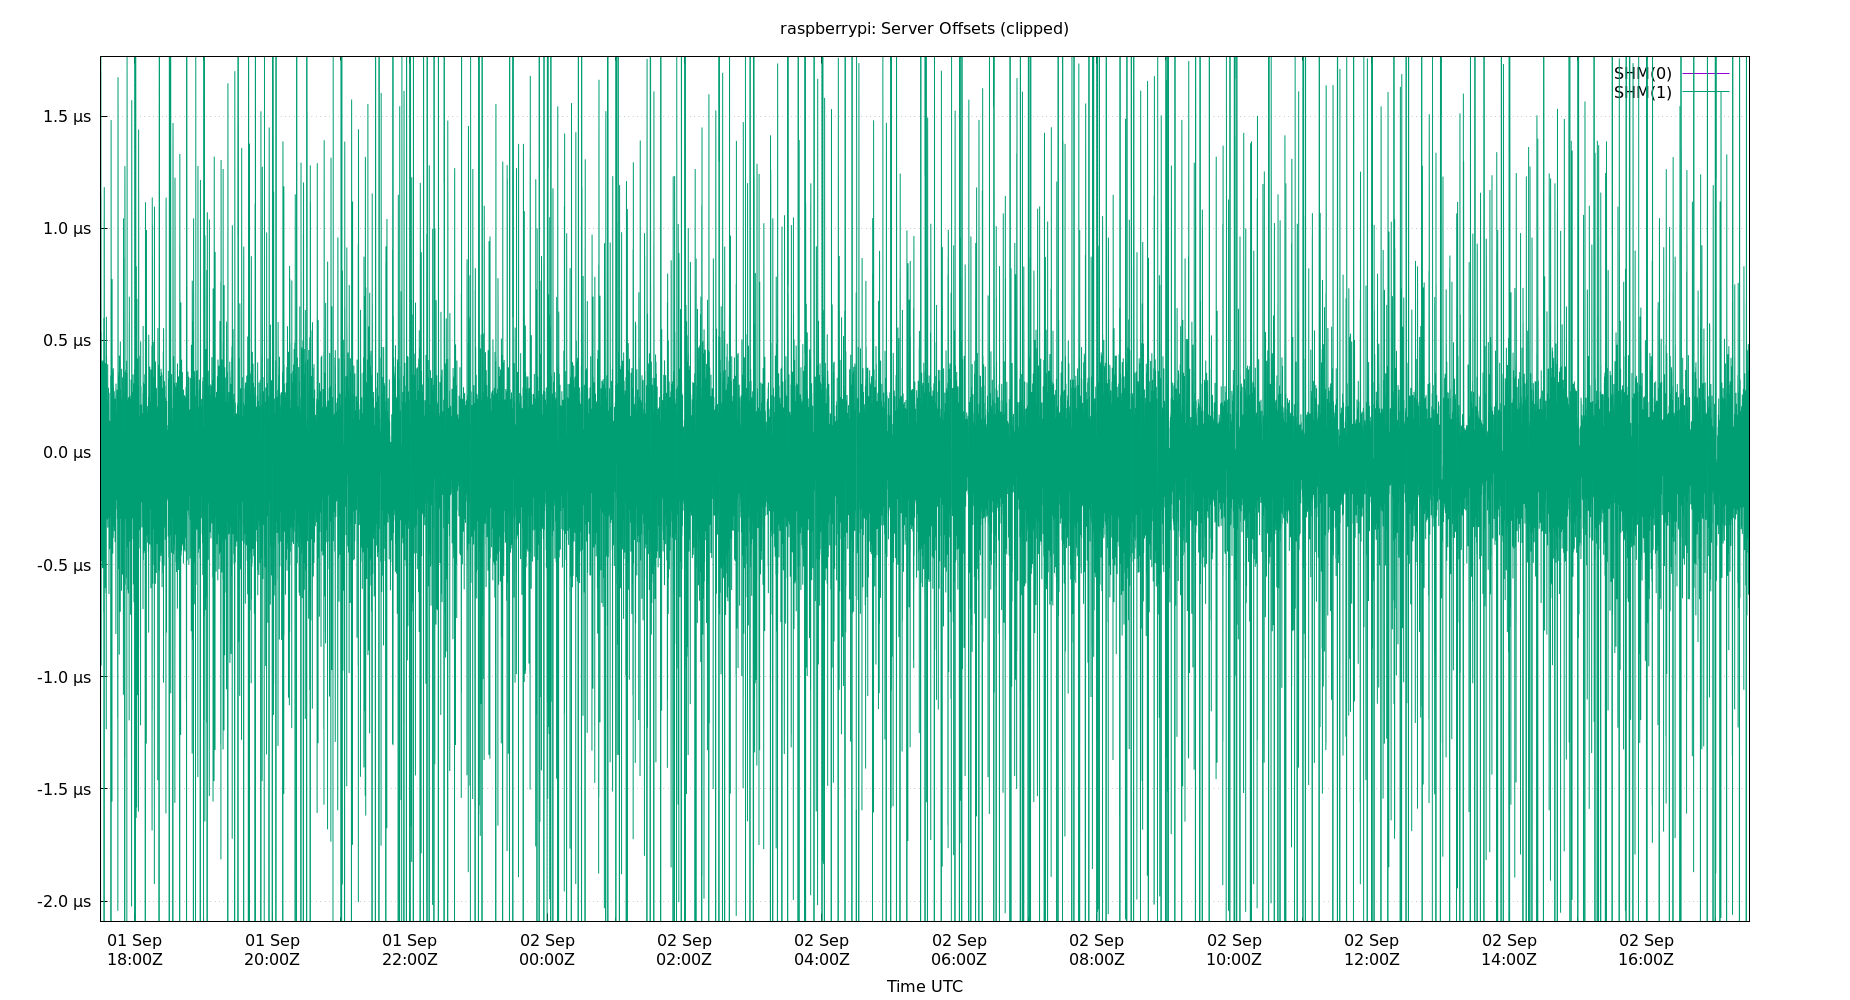 raspberrypi: Server Offsets (clipped)
SHM(0)
SHM(1)
1.5 µs
1.0 µs
0.5 µs
0.0 µs
-0.5 µs
-1.0 µs
-1.5 µs
-2.0 µs
01 Sep 01 Sep 01 Sep 02 Sep 02 Sep 02 Sep 02 Sep 02 Sep 02 Sep 02 Sep 02 Sep 02 Sep
18:00Z 20:00Z 22:00Z 00:00Z 02:00Z 04:00Z 06:00Z 08:00Z 10:00Z 12:00Z 14:00Z 16:00Z
Time UTC